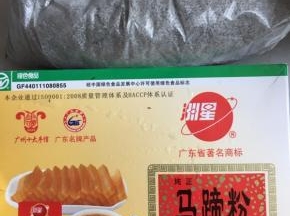 绿色食品
GF440111080855
经中国绿色食品发展中心许可使用绿色食品标志
本企业通过ISO9001:2008质量管理体系及HACCP体系认证
洲星
®
广州十大手信
广东名牌产品
广东省著名商标
纯正
马蹄粉